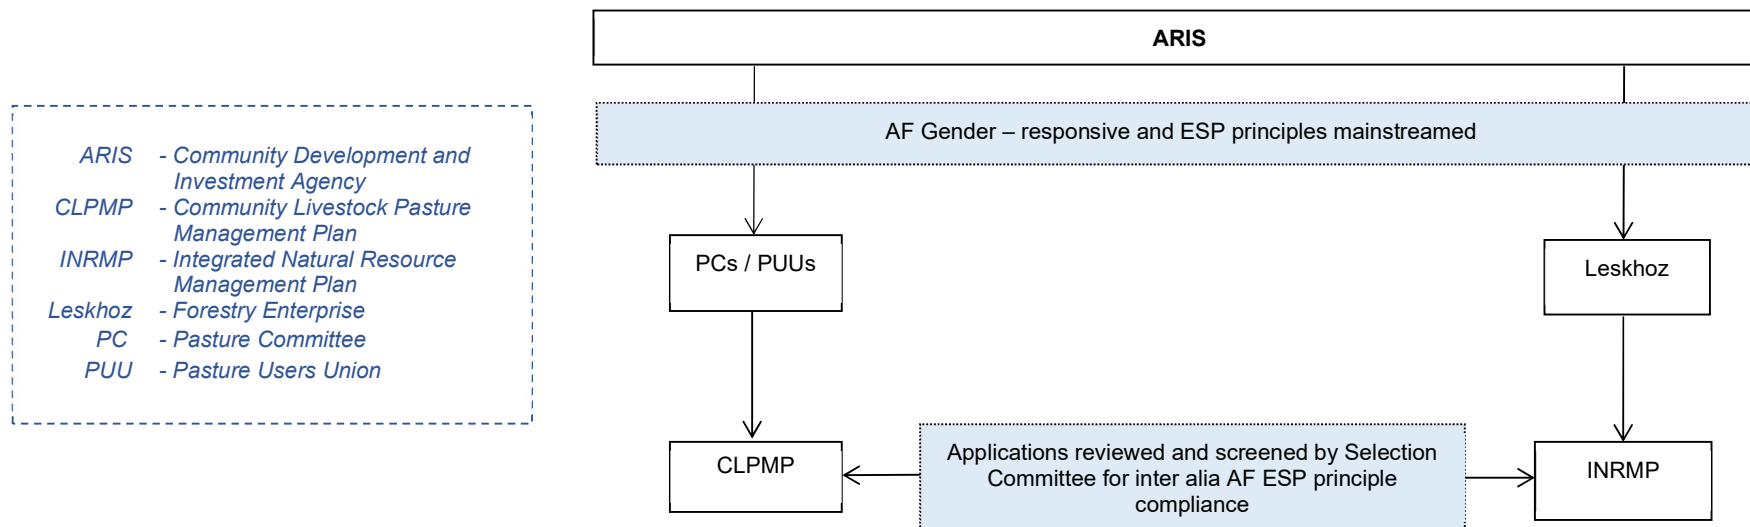 ARIS
AF Gender – responsive and ESP principles mainstreamed
ARIS - Community Development and
Investment Agency
CLPMP - Community Livestock Pasture
Management Plan
INRMP - Integrated Natural Resource
Management Plan
Leskhoz - Forestry Enterprise
PC - Pasture Committee
PUU - Pasture Users Union
PCs / PUUs
Leskhoz
CLPMP
Applications reviewed and screened by Selection
Committee for inter alia AF ESP principle
compliance
INRMP